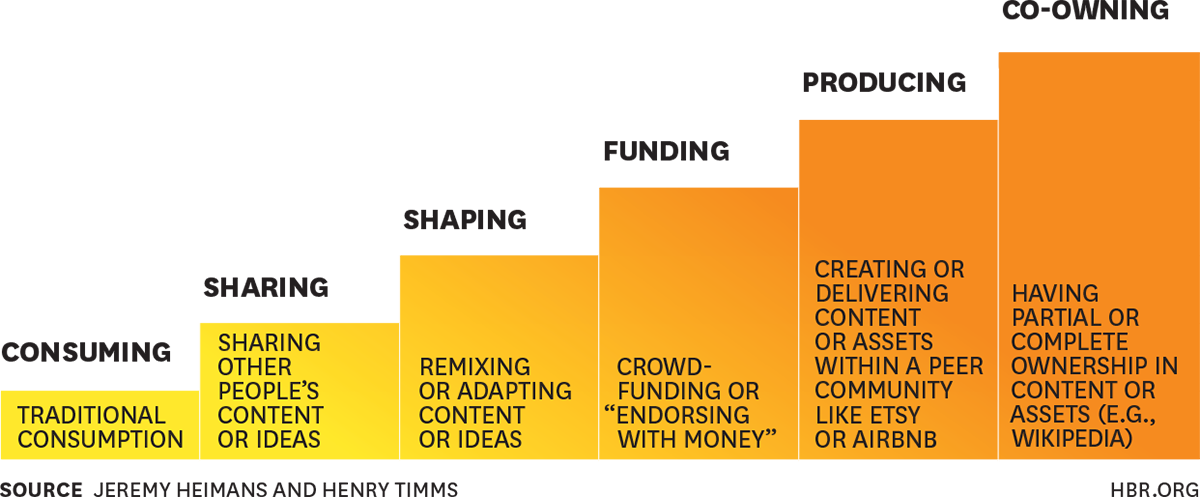 CONSUMING
TRADITIONAL
CONSUMPTION
SHARING
SHARING
OTHER
PEOPLE’S
CONTENT
OR IDEAS
SHAPING
REMIXING
OR ADAPTING
CONTENT
OR IDEAS
FUNDING
CROWD-
FUNDING OR
“ENDORSING
WITH MONEY”
PRODUCING
CREATING OR
DELIVERING
CONTENT
OR ASSETS
WITHIN A PEER
COMMUNITY
LIKE ETSY
OR AIRBNB
CO-OWNING
HAVING
PARTIAL OR
COMPLETE
OWNERSHIP IN
CONTENT OR
ASSETS (E.G.,
WIKIPEDIA)
SOURCE JEREMY HEIMANS AND HENRY TIMMS
HBR.ORG